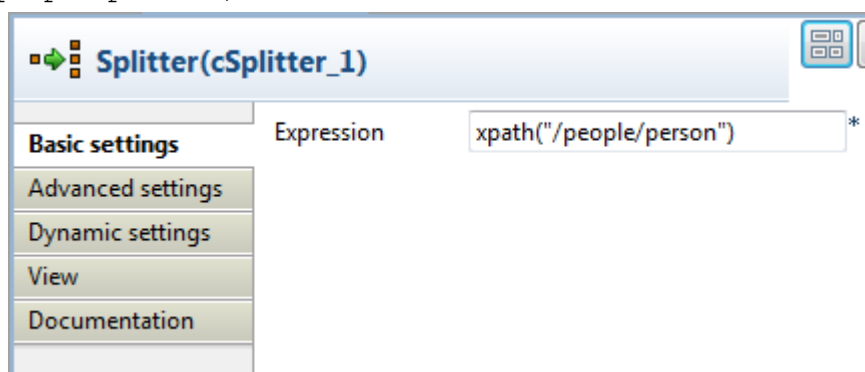 Splitter(cSplitter_1)
Basic settings
Expression
xpath("/people/person")
*
Advanced settings
Dynamic settings
View
Documentation